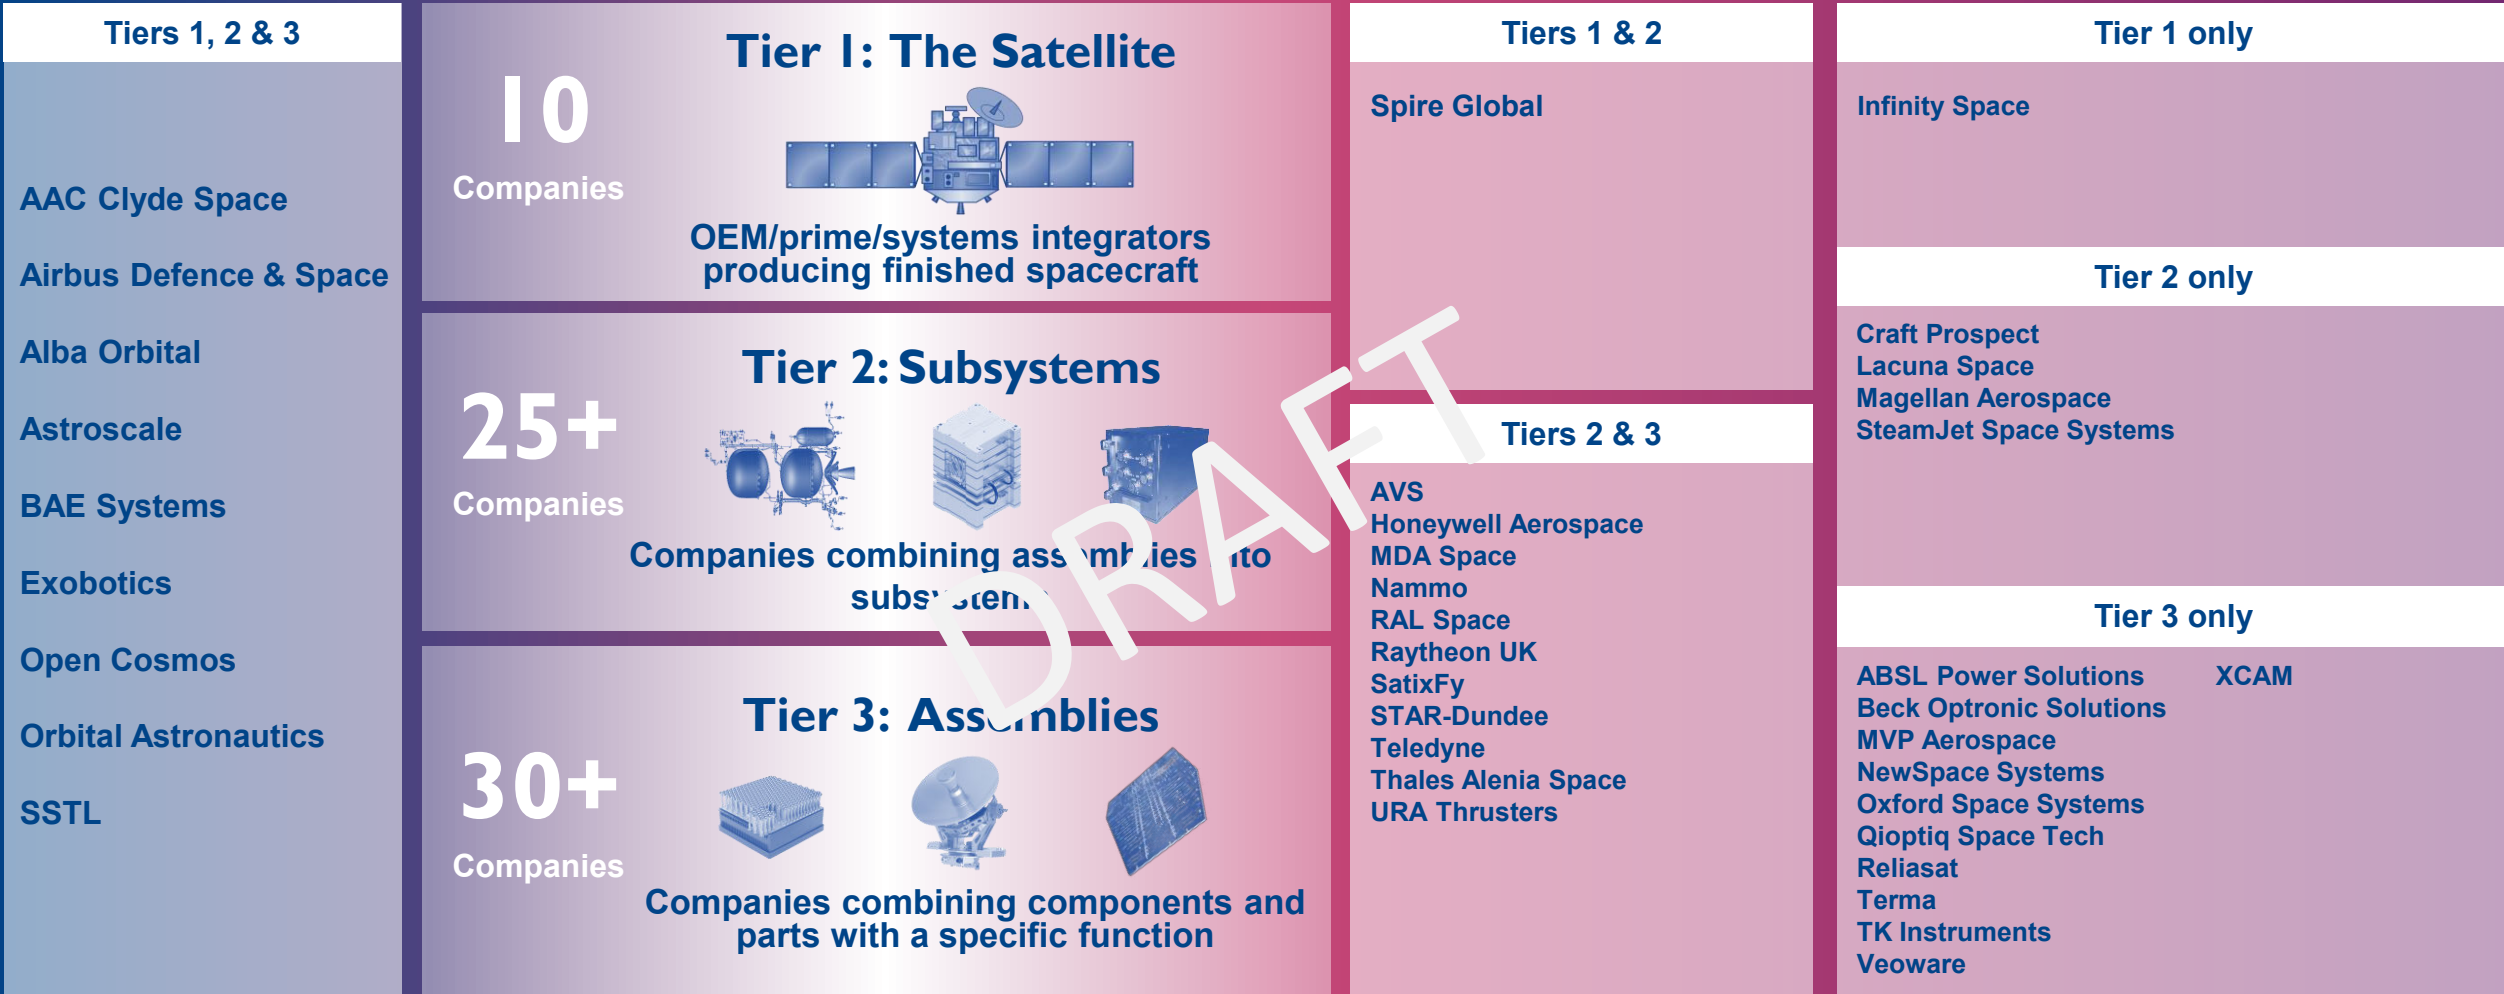 Tiers 1, 2 & 3
AAC Clyde Space
Airbus Defence & Space
Alba Orbital
Astroscale
BAE Systems
Exobotics
Open Cosmos
Orbital Astronautics
SSTL
Tier 1: The Satellite
10
Companies
OEM/prime/systems integrators
producing finished spacecraft
Tier 2: Subsystems
25+
Companies
Companies combining assemblies into
subsystems
Tier 3: Assemblies
30+
Companies
Companies combining components and
parts with a specific function
DRAFT
Tiers 1 & 2
Spire Global
Tiers 2 & 3
AVS
Honeywell Aerospace
MDA Space
Nammo
RAL Space
Raytheon UK
SatixFy
STAR-Dundee
Teledyne
Thales Alenia Space
URA Thrusters
Tier 1 only
Infinity Space
Tier 2 only
Craft Prospect
Lacuna Space
Magellan Aerospace
SteamJet Space Systems
Tier 3 only
ABSL Power Solutions
Beck Optronic Solutions
MVP Aerospace
NewSpace Systems
Oxford Space Systems
Qioptiq Space Tech
Reliasat
Terma
TK Instruments
Veoware
XCAM